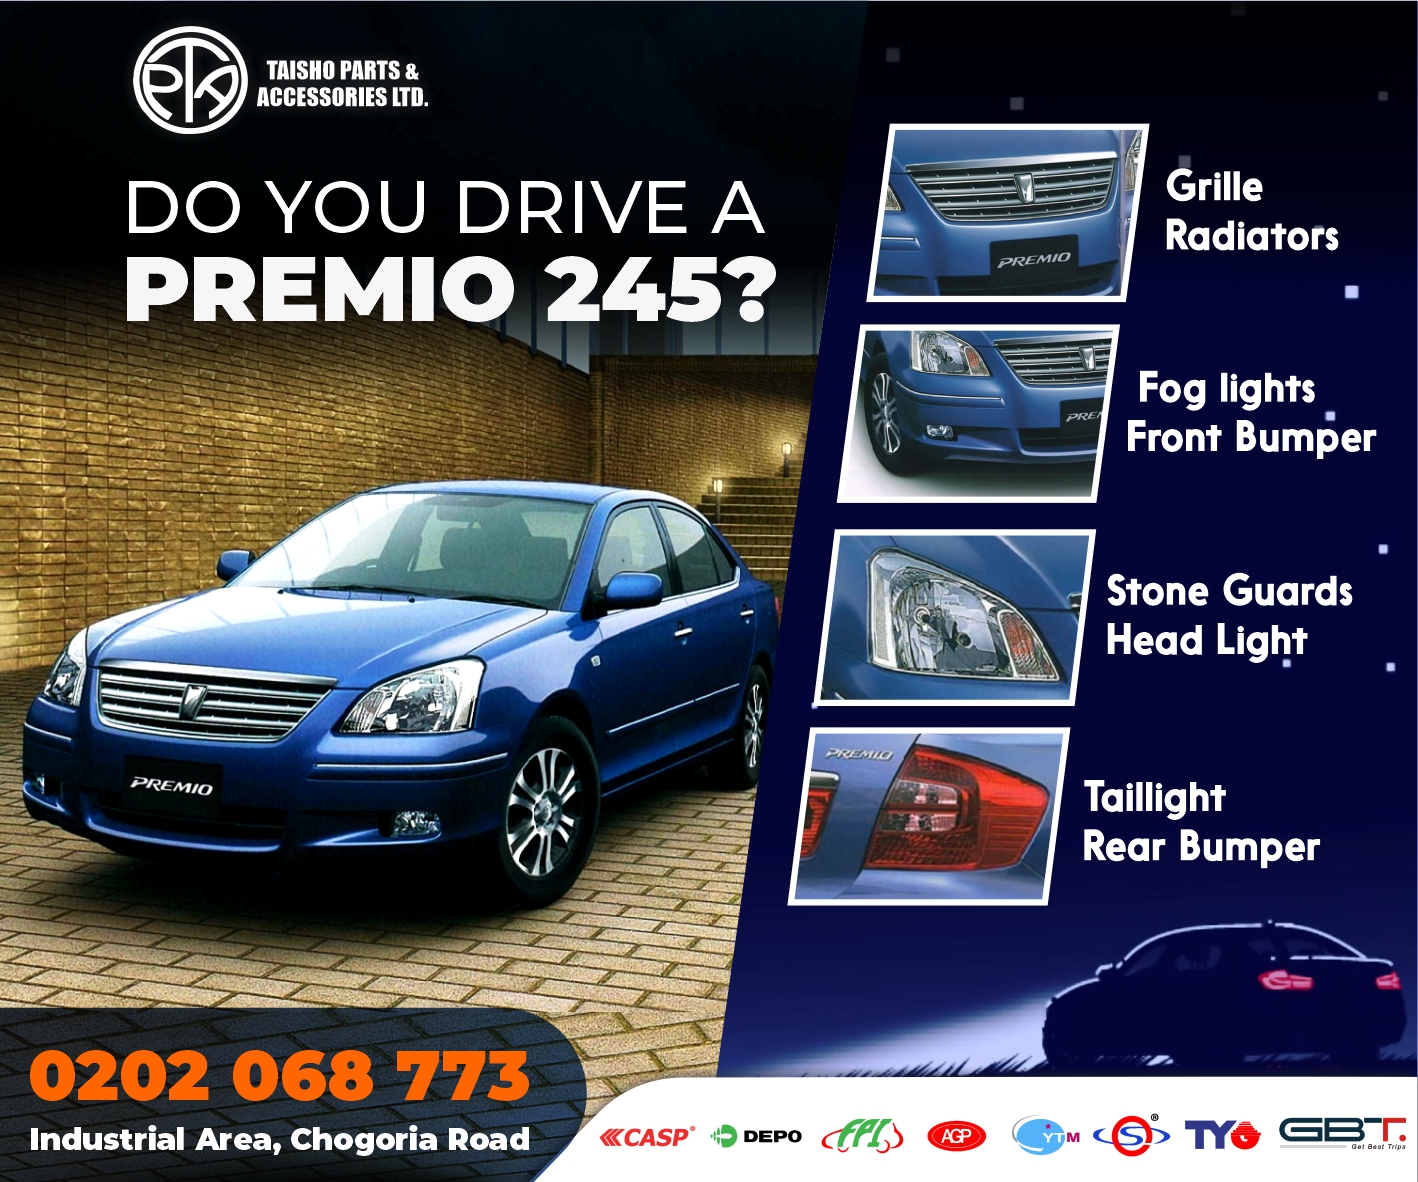 TAISHO PARTS &
ACCESSORIES LTD.
DO YOU DRIVE A
PREMIO 245?
PREMIO
Grille
Radiators
PREMIO
Fog lights
Front Bumper
Stone Guards
Head Light
PREMIO
Taillight
Rear Bumper
0202 068 773
Industrial Area, Chogoria Road
CASP®
DEPO
FPI
AGP
YTM
S®
TYG
GBT.
Get Best Trips